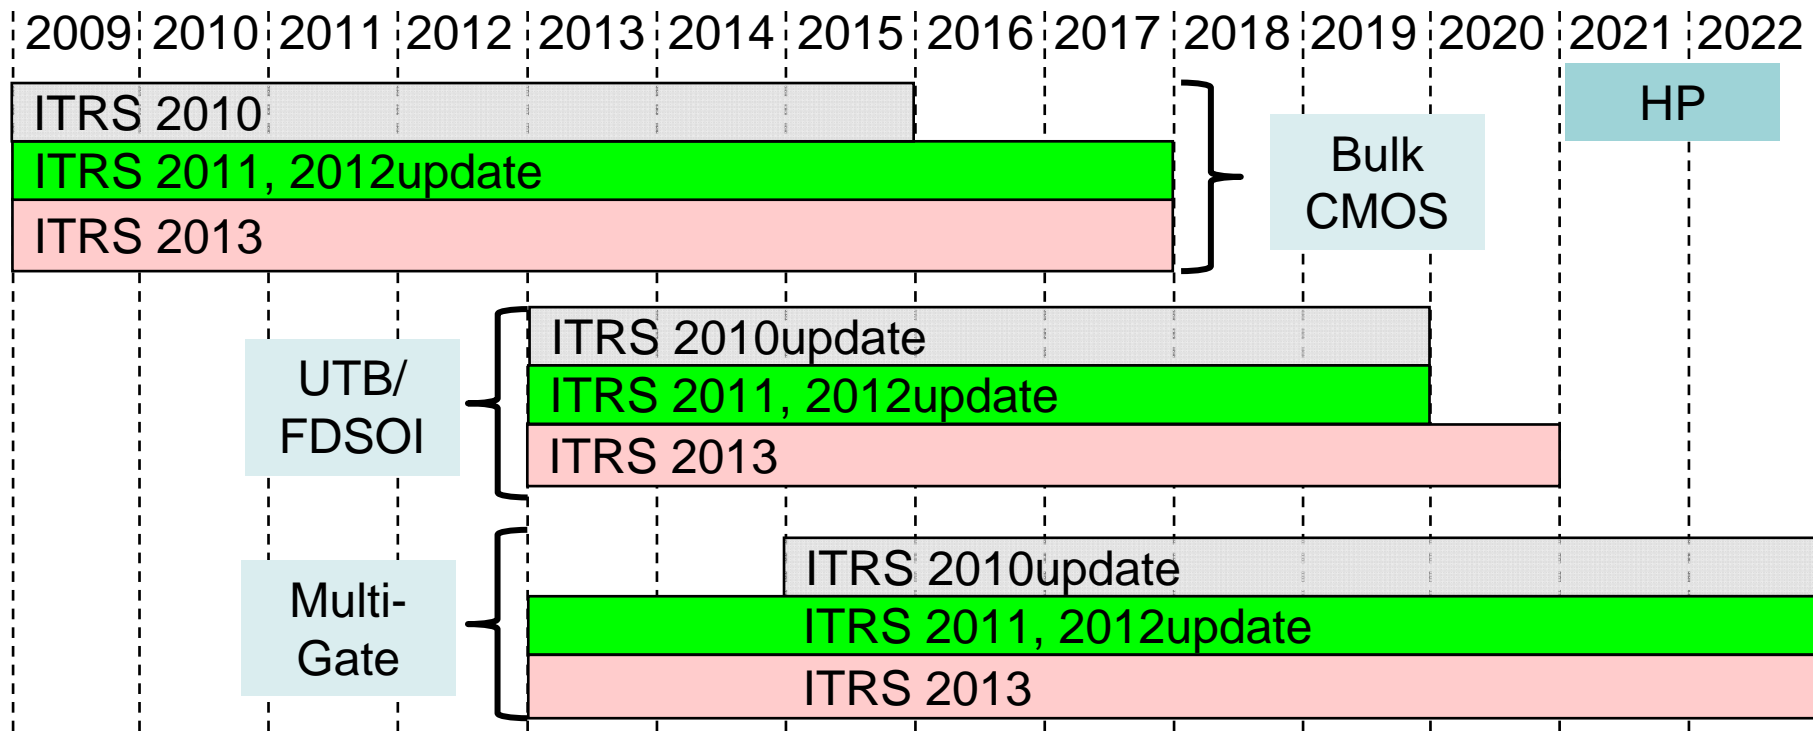 2009 2010 2011 2012 2013 2014 2015 2016 2017 2018 2019 2020 2021 2022
HP
ITRS 2010
ITRS 2011, 2012update
ITRS 2013
Bulk
CMOS
UTB/
FDSOI
ITRS 2010update
ITRS 2011, 2012update
ITRS 2013
Multi-
Gate
ITRS 2010update
ITRS 2011, 2012update
ITRS 2013